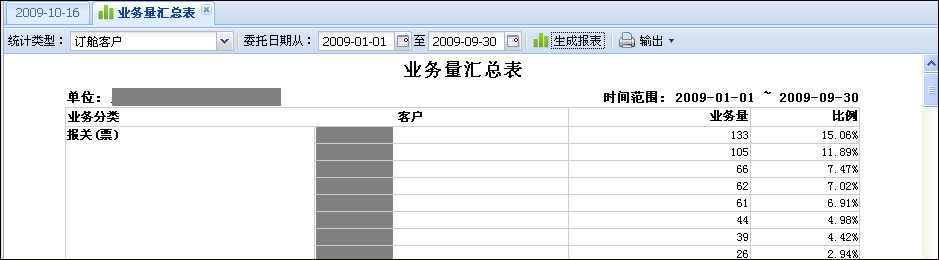 2009-10-16 业务量汇总表
统计类型： 订舱客户 委托日期从： 2009-01-01 至 2009-09-30 生成报表 输出
业务量汇总表
单位： 时间范围： 2009-01-01 ~ 2009-09-30
业务分类 客户 业务量 比例
报关(票) 133 15.06%
105 11.89%
66 7.47%
62 7.02%
61 6.91%
44 4.98%
39 4.42%
26 2.94%